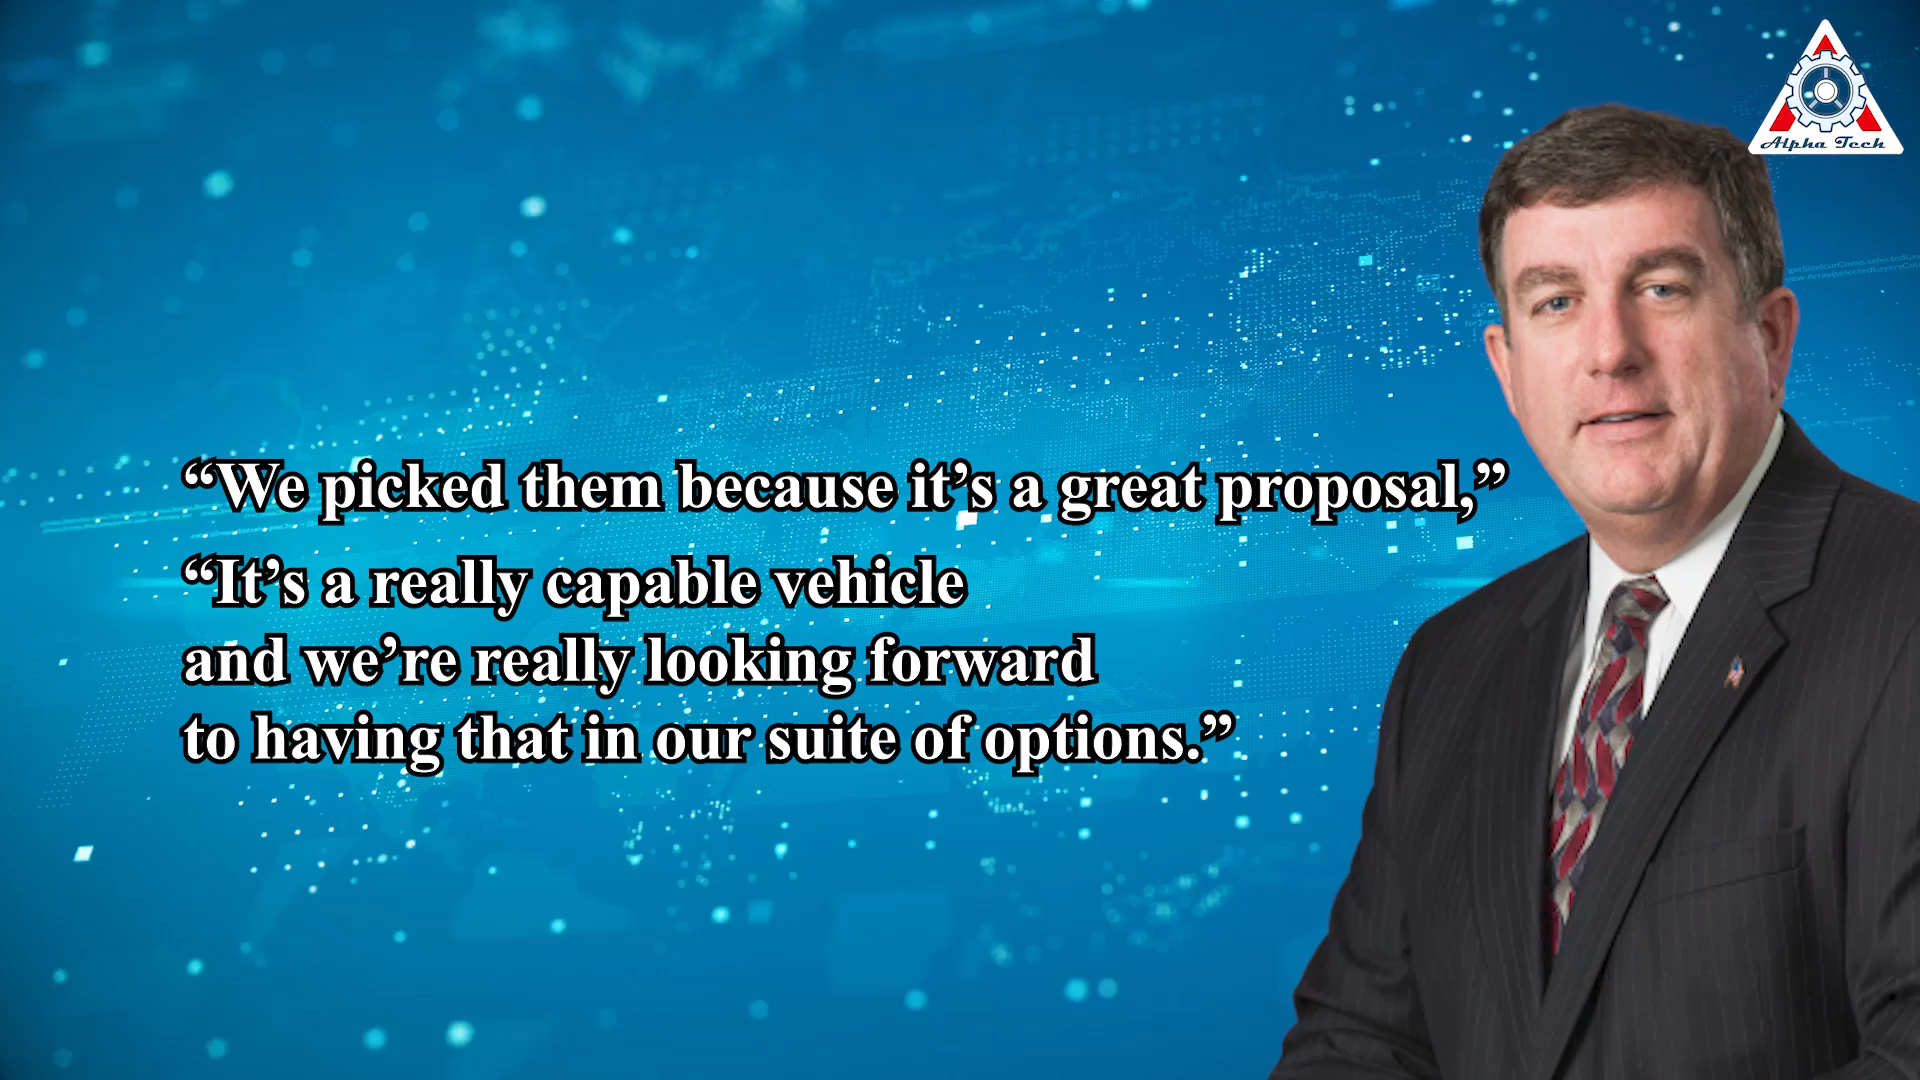 Alpha Tech
“We picked them because it’s a great proposal,”
“It’s a really capable vehicle
and we’re really looking forward
to having that in our suite of options.”